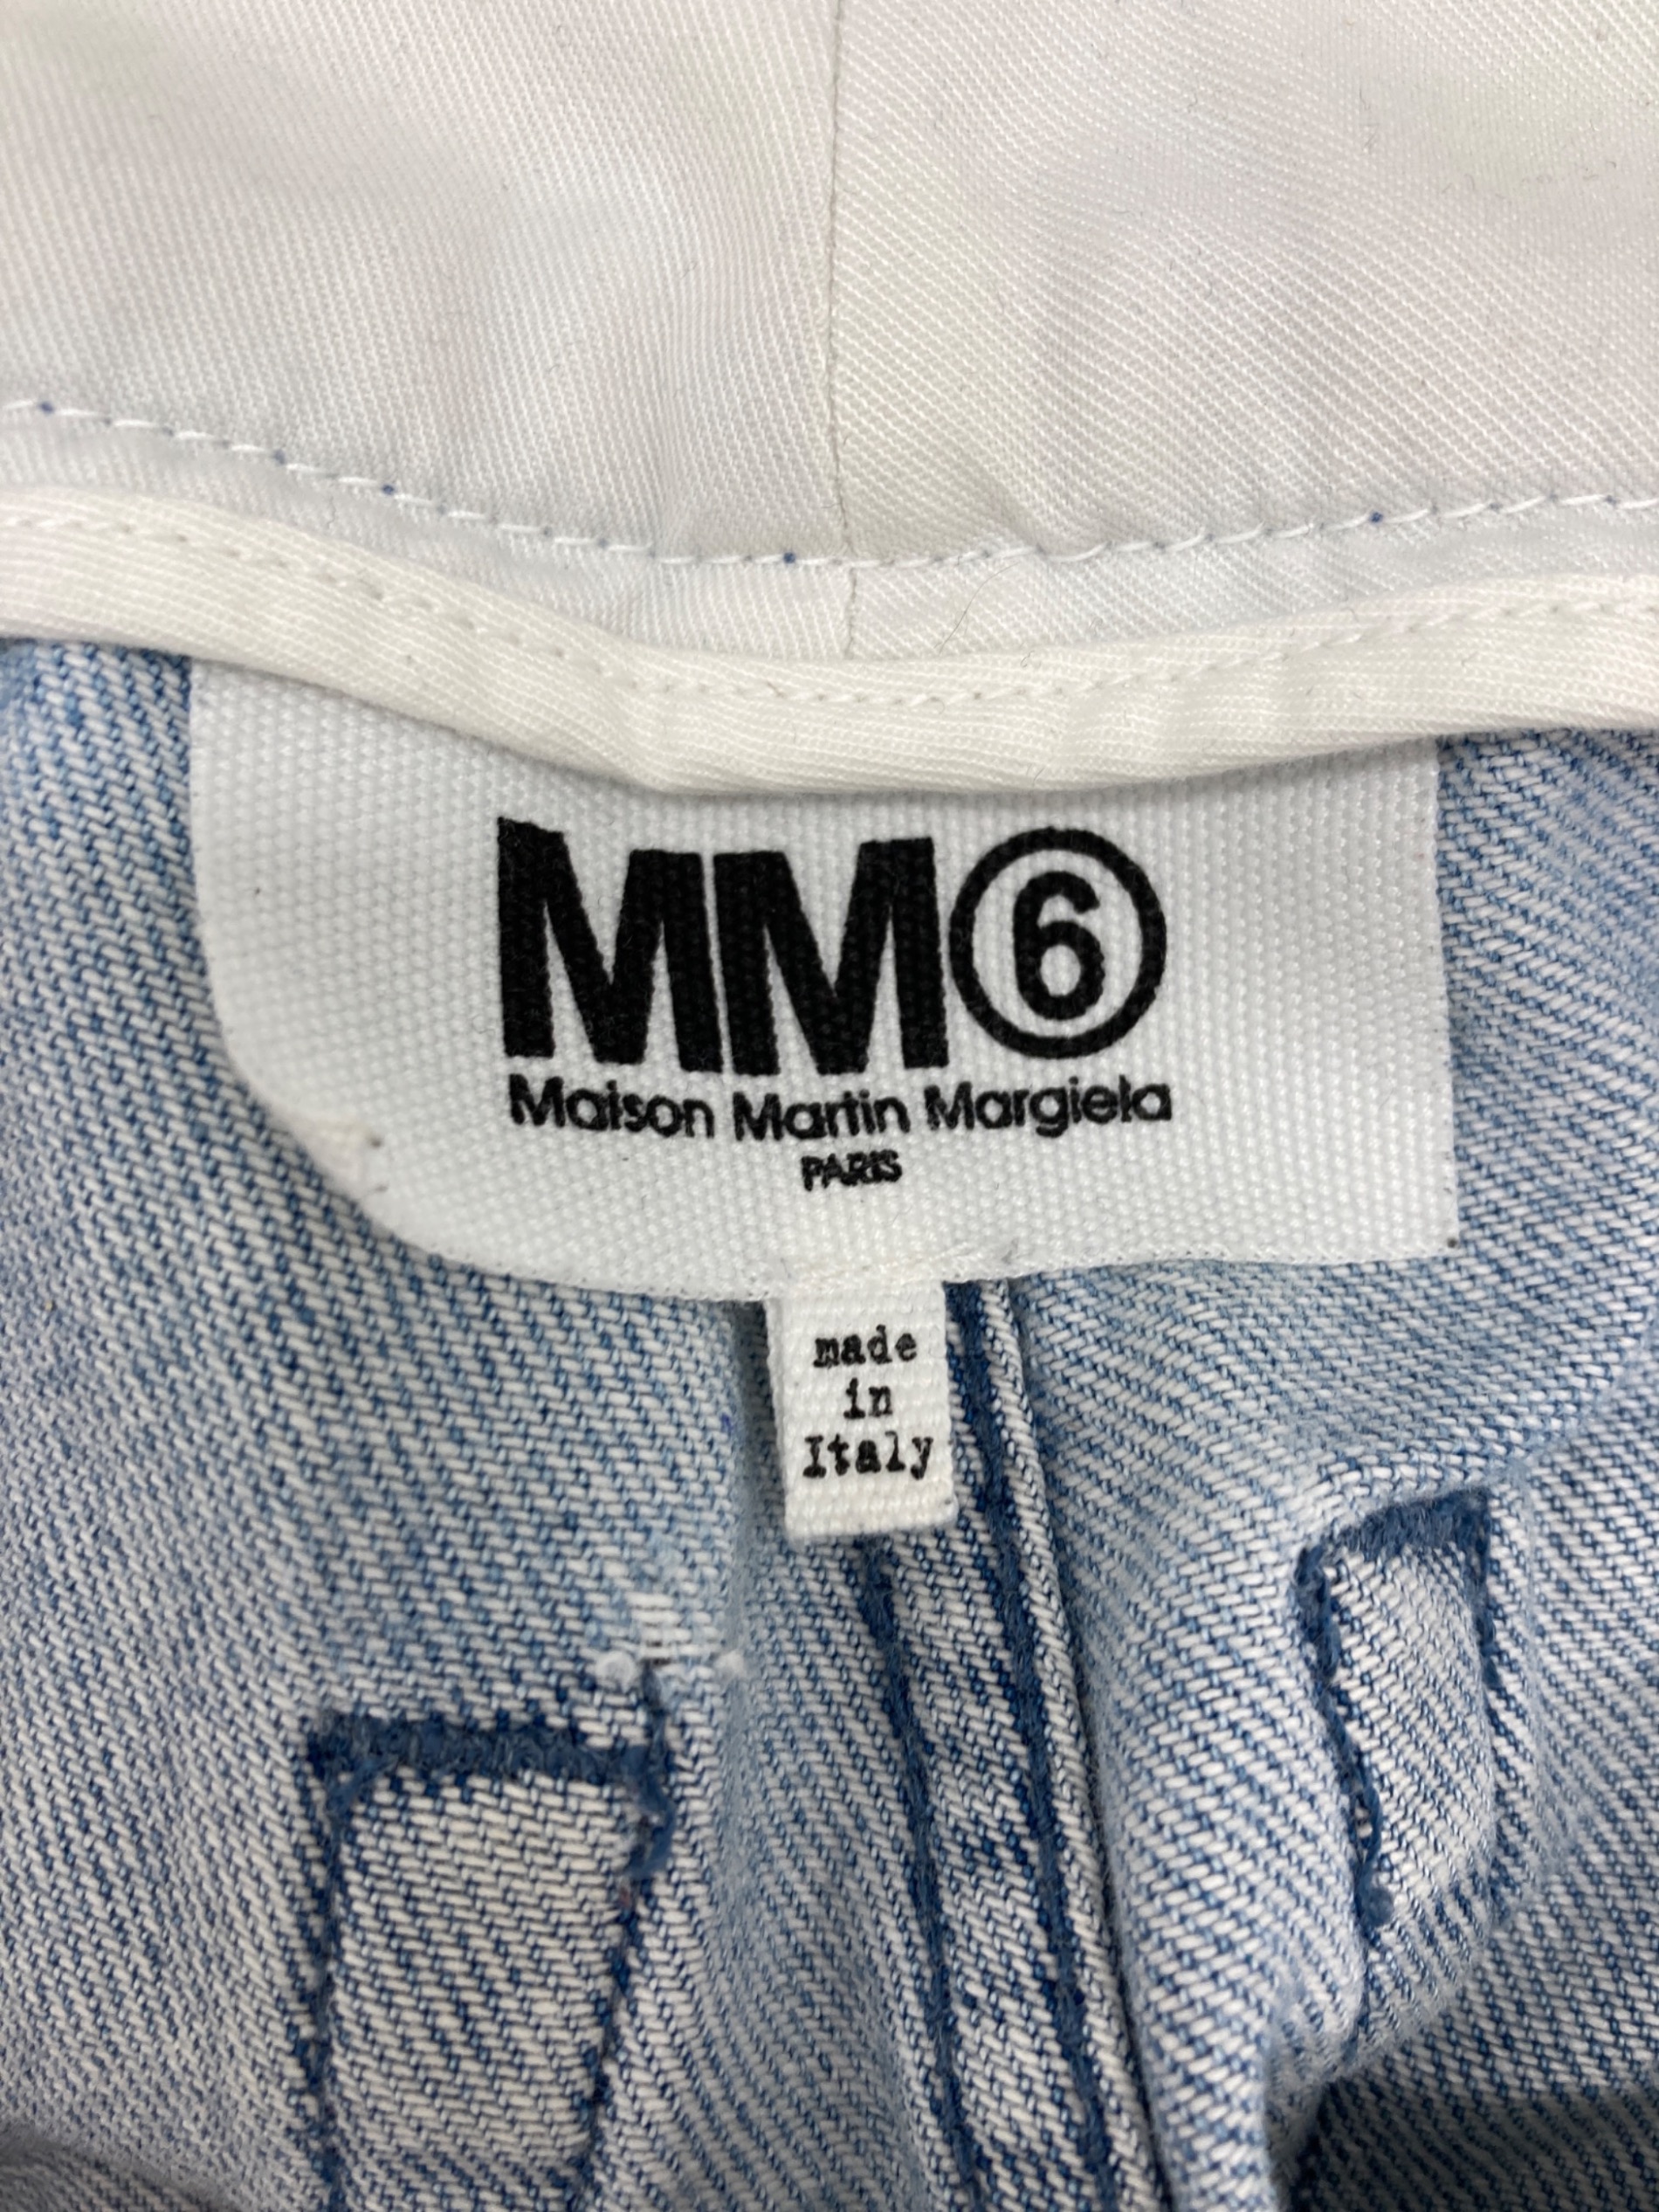 MM⑥
Maison Martin Margiela
PARIS
made
in
Italy